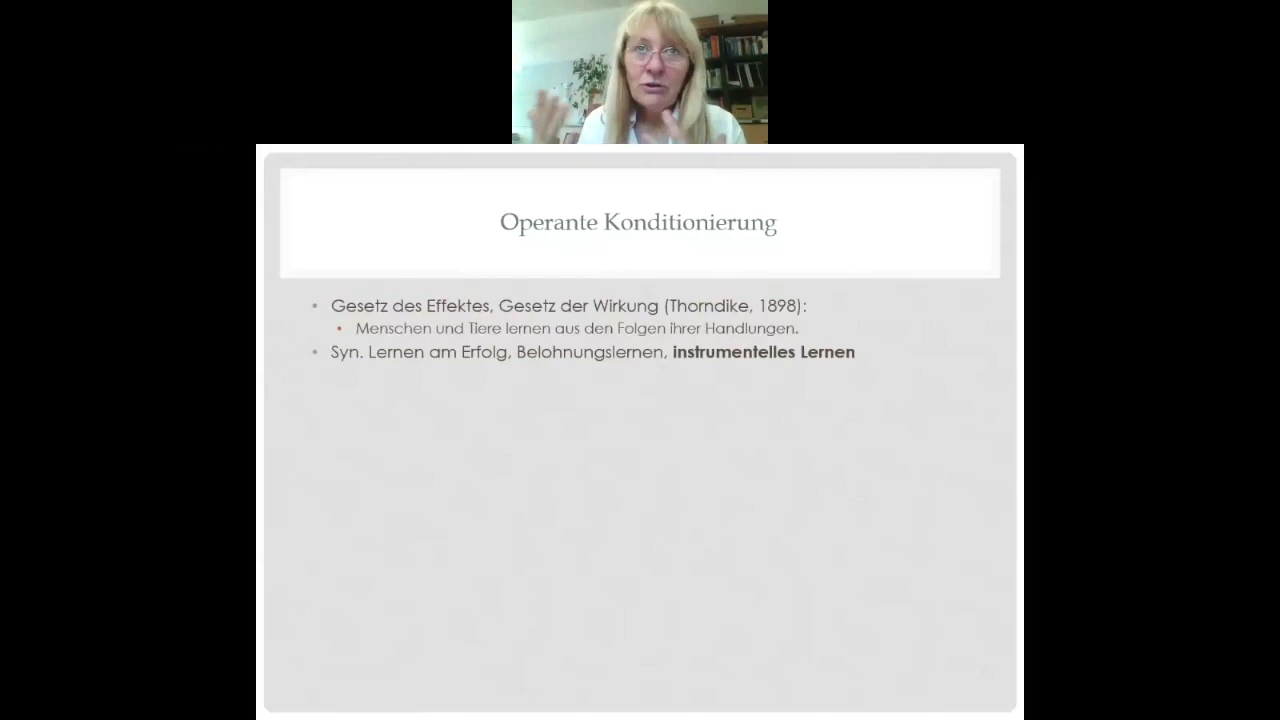 Operante Konditionierung
• Gesetz des Effektes, Gesetz der Wirkung (Thorndike, 1898):
• Menschen und Tiere lernen aus den Folgen ihrer Handlungen.
• Syn. Lernen am Erfolg, Belohnungslernen, instrumentelles Lernen